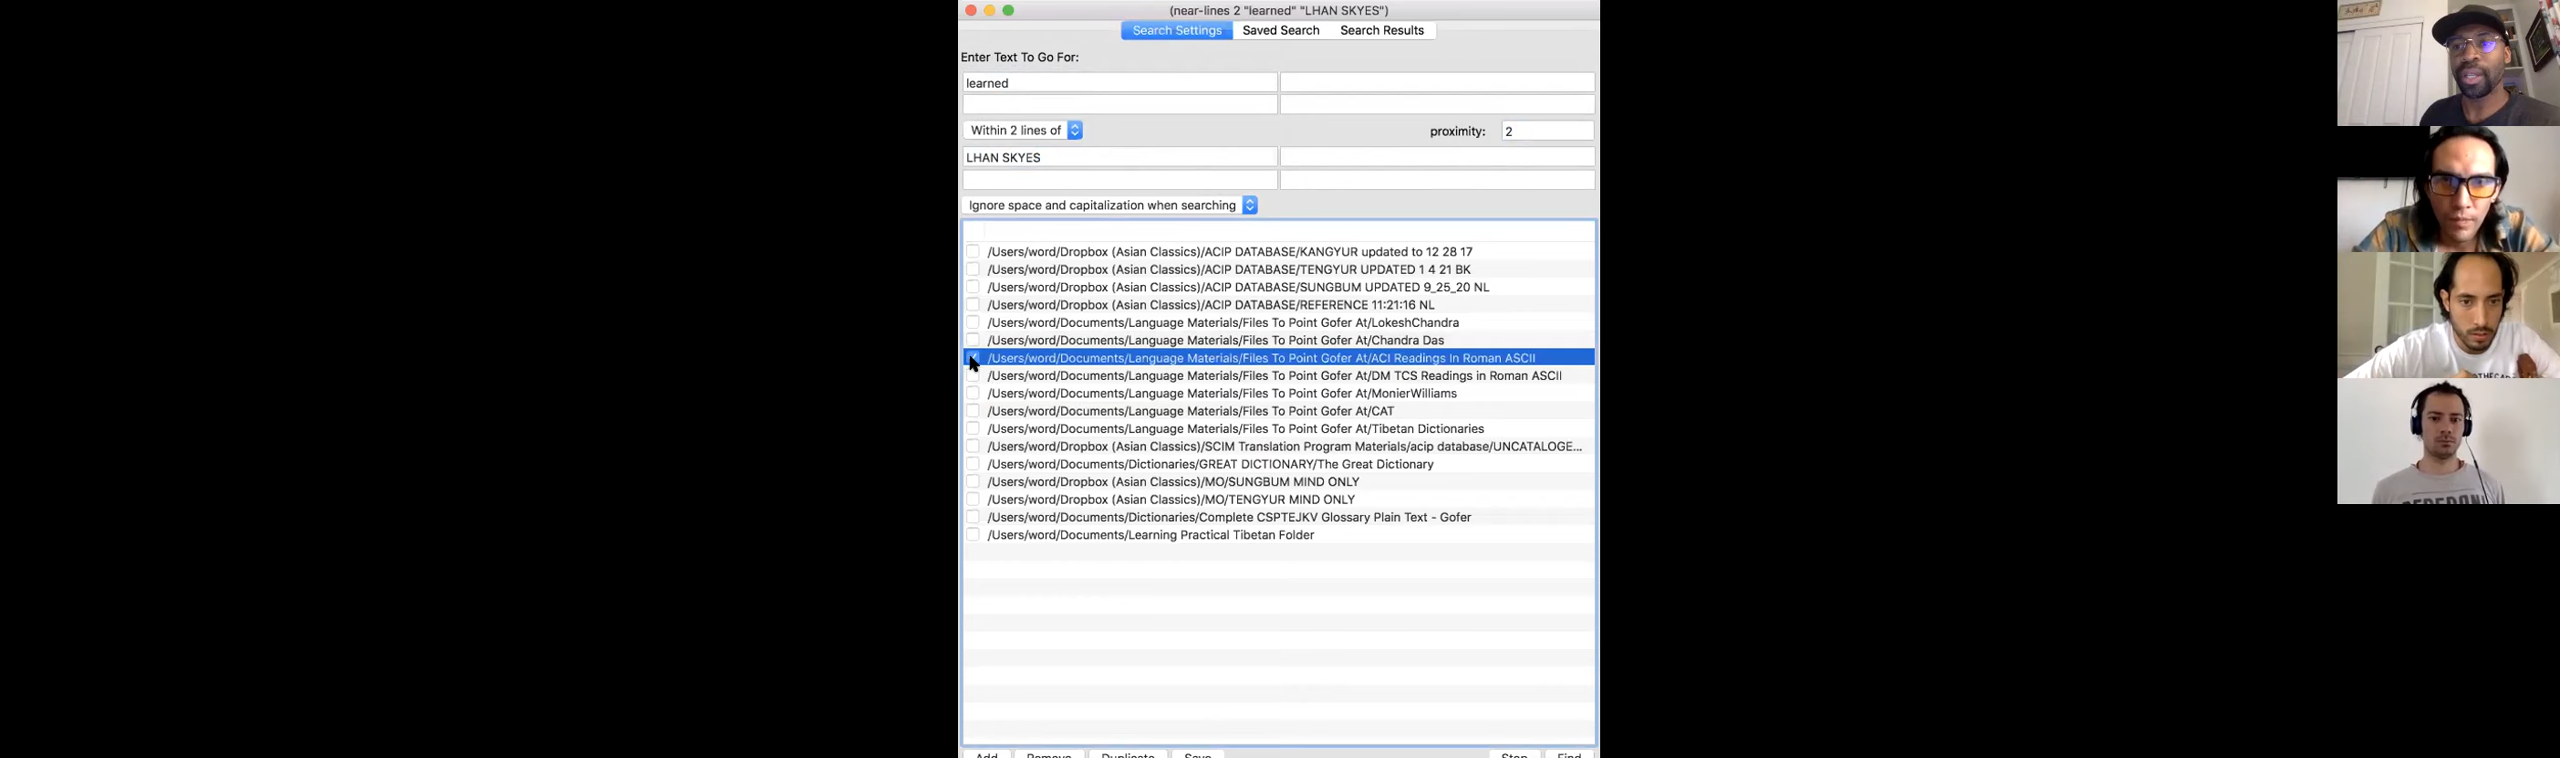 (near-lines 2 "learned" "LHAN SKYES")
Search Settings Saved Search Search Results
Enter Text To Go For:
learned
Within 2 lines of proximity: 2
LHAN SKYES
Ignore space and capitalization when searching
/Users/word/Dropbox (Asian Classics)/ACIP DATABASE/KANGYUR updated to 12 28 17
/Users/word/Dropbox (Asian Classics)/ACIP DATABASE/TENGYUR UPDATED 1 4 21 BK
/Users/word/Dropbox (Asian Classics)/ACIP DATABASE/SUNGBUM UPDATED 9_25_20 NL
/Users/word/Dropbox (Asian Classics)/ACIP DATABASE/REFERENCE 11:21:16 NL
/Users/word/Documents/Language Materials/Files To Point Gofer At/LokeshChandra
/Users/word/Documents/Language Materials/Files To Point Gofer At/Chandra Das
/Users/word/Documents/Language Materials/Files To Point Gofer At/ACI Readings In Roman ASCII
/Users/word/Documents/Language Materials/Files To Point Gofer At/DM TCS Readings in Roman ASCII
/Users/word/Documents/Language Materials/Files To Point Gofer At/MonierWilliams
/Users/word/Documents/Language Materials/Files To Point Gofer At/CAT
/Users/word/Documents/Language Materials/Files To Point Gofer At/Tibetan Dictionaries
/Users/word/Dropbox (Asian Classics)/SCIM Translation Program Materials/acip database/UNCATALOGE...
/Users/word/Documents/Dictionaries/GREAT DICTIONARY/The Great Dictionary
/Users/word/Dropbox (Asian Classics)/MO/SUNGBUM MIND ONLY
/Users/word/Dropbox (Asian Classics)/MO/TENGYUR MIND ONLY
/Users/word/Documents/Dictionaries/Complete CSPTEJKV Glossary Plain Text - Gofer
/Users/word/Documents/Learning Practical Tibetan Folder
Add Remove Duplicate Save Stop Find